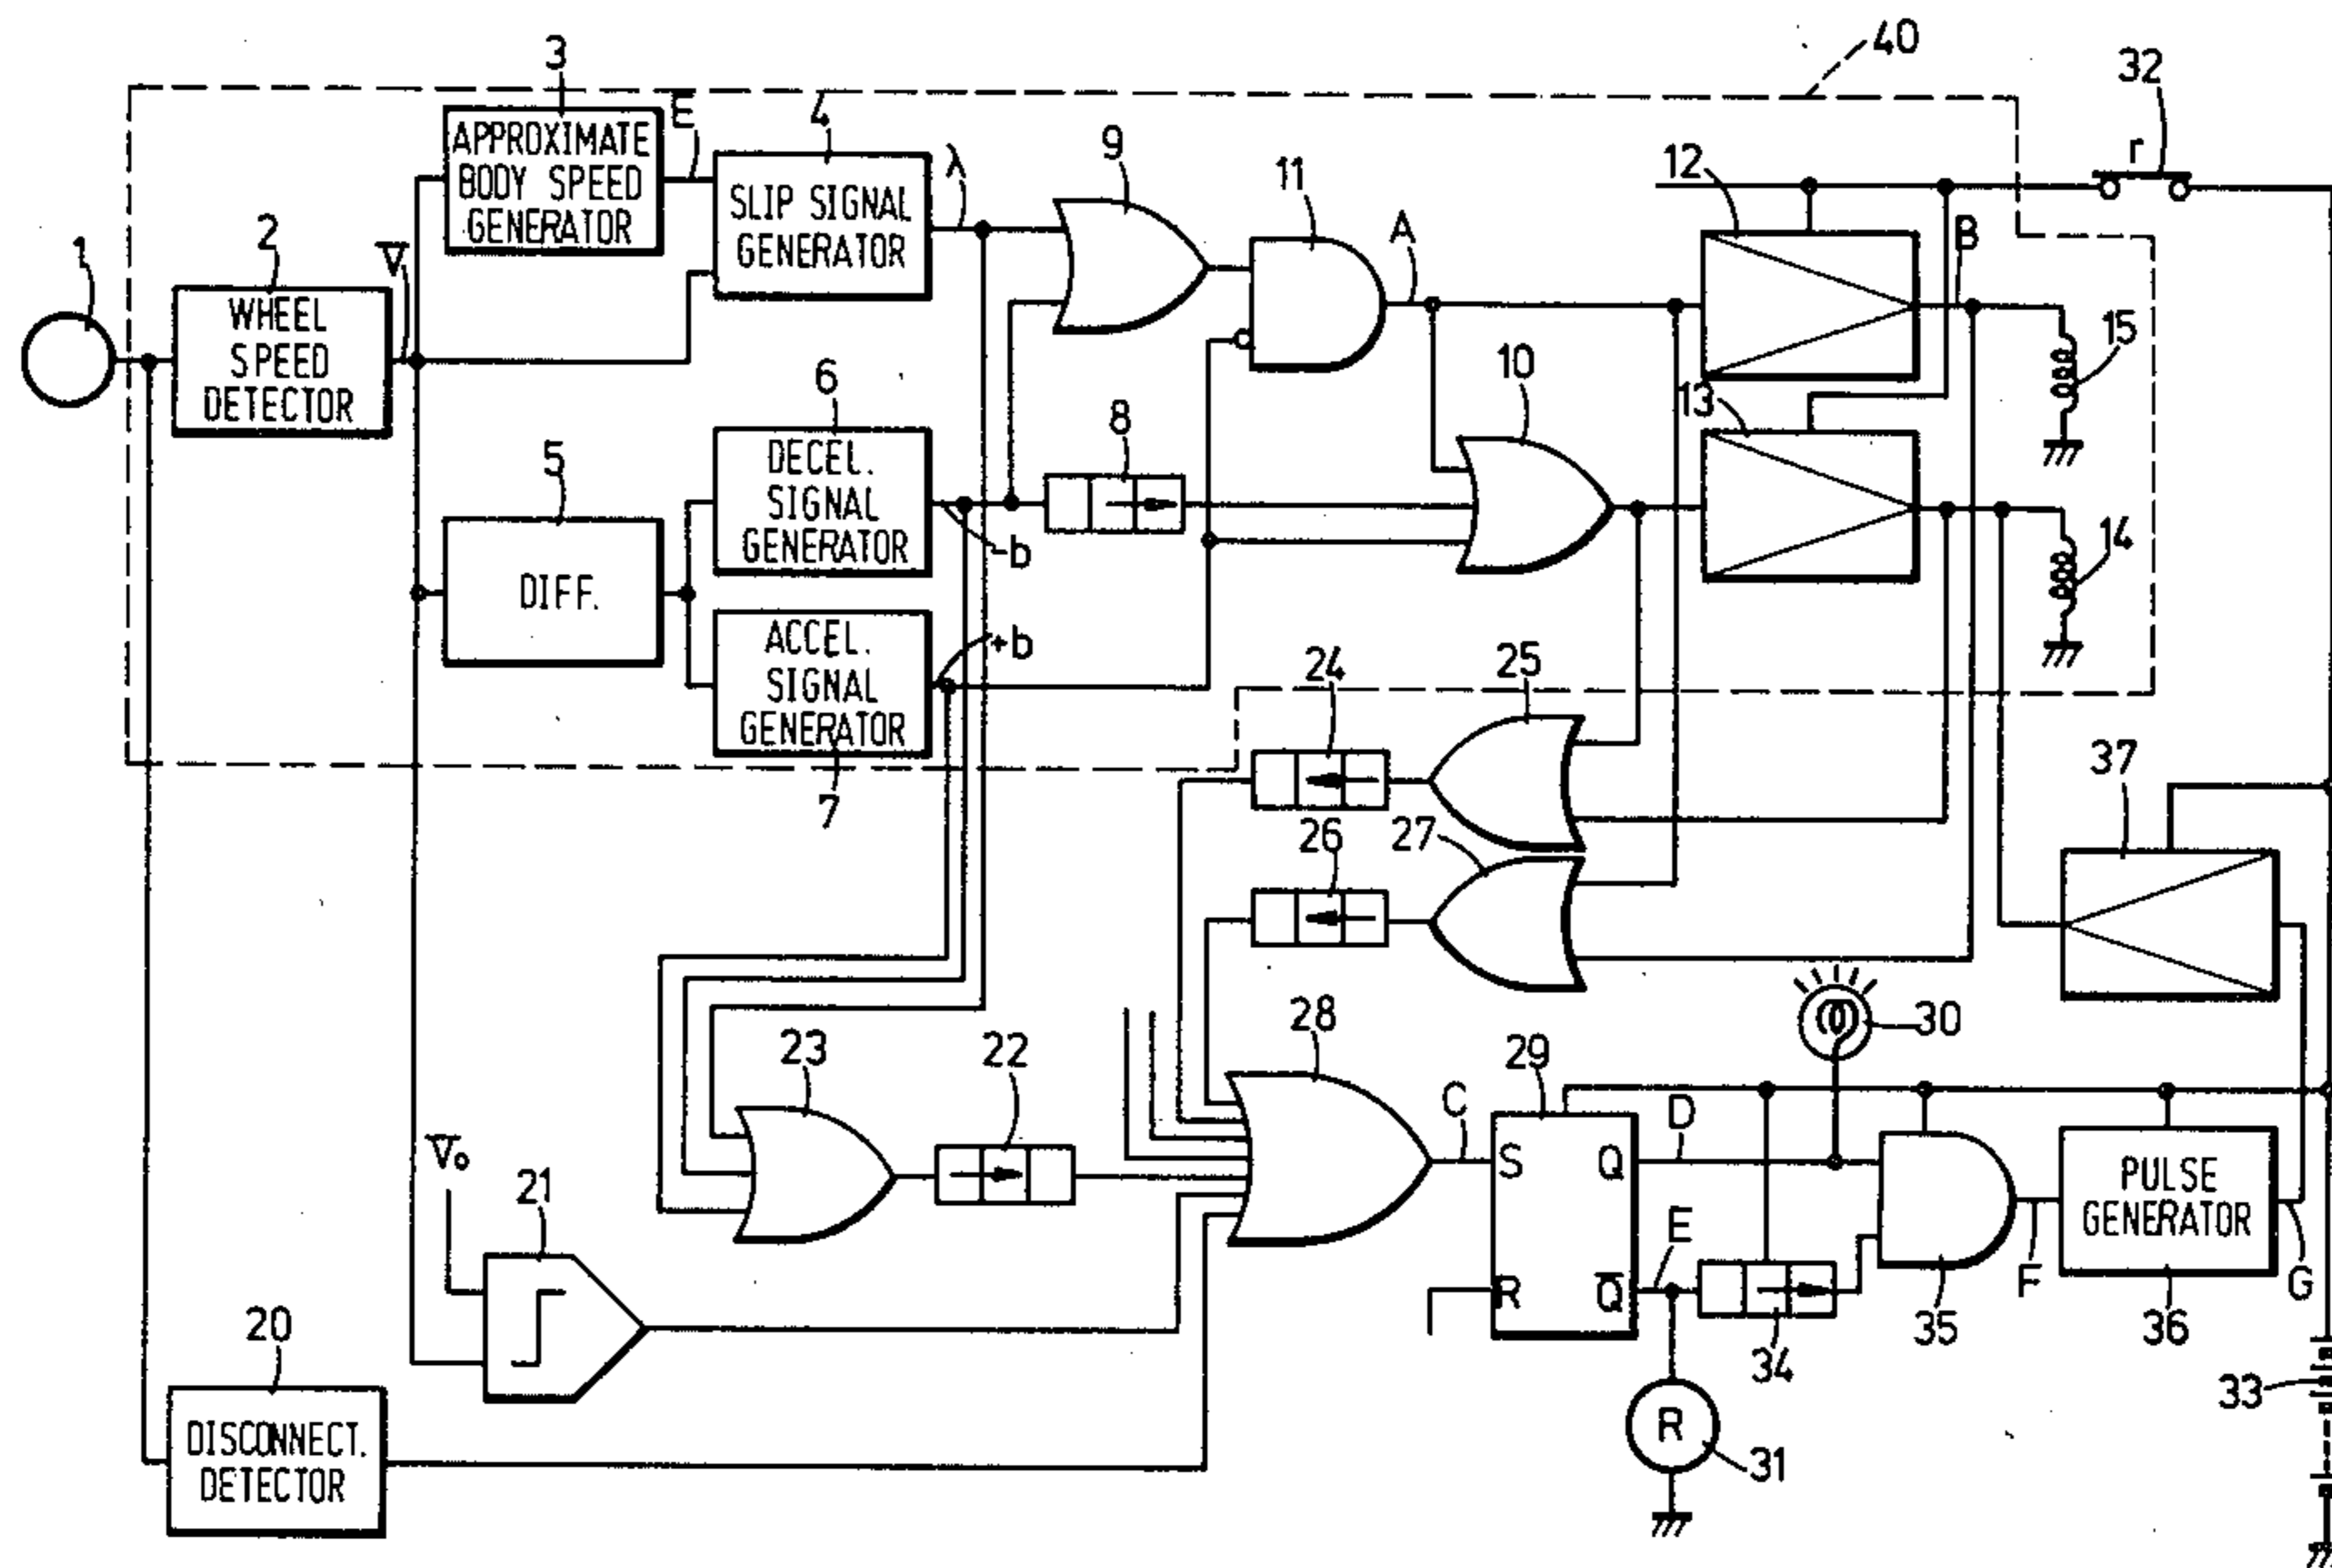 40
3
32
APPROXIMATE
BODY SPEED
GENERATOR
E
4
SLIP SIGNAL
GENERATOR
λ
9
11
12
r
1
2
WHEEL
SPEED
DETECTOR
V̅
A
B
15
13
10
14
5
DIFF.
6
DECEL.
SIGNAL
GENERATOR
-b
8
ACCEL.
SIGNAL
GENERATOR
+b
7
24
25
26
27
37
23
22
28
29
30
V̅o
21
C
S
Q
R
Q̅
D
E
34
35
F
PULSE
GENERATOR
36
G
33
20
DISCONNECT.
DETECTOR
R
31